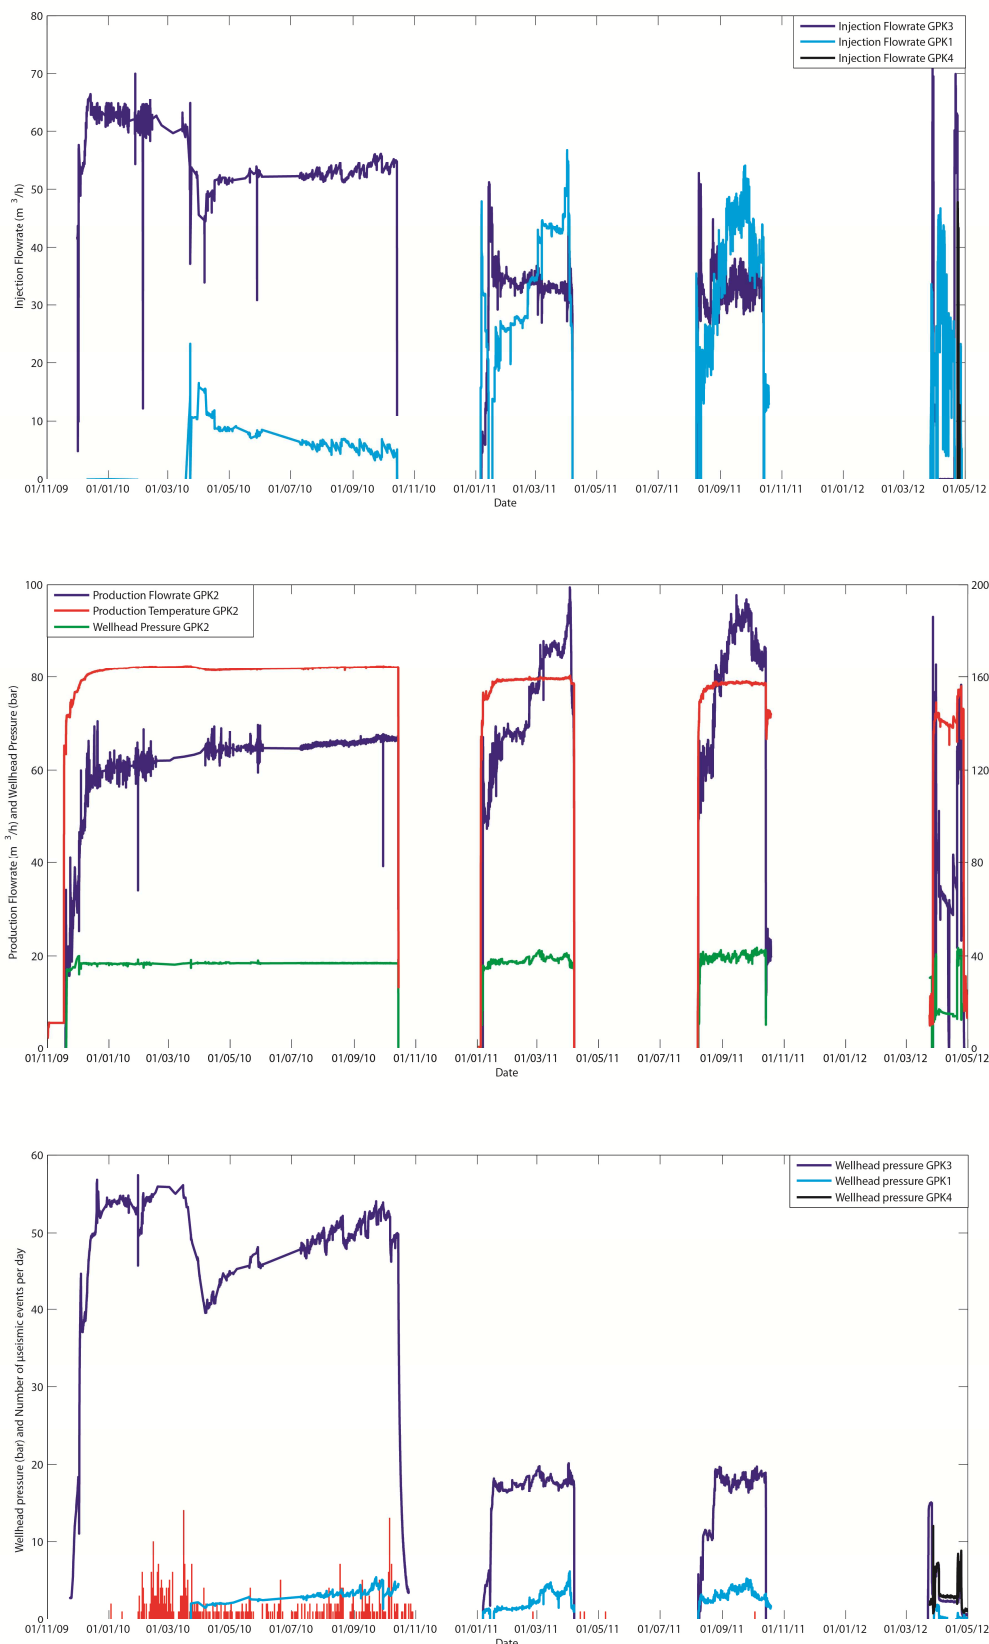 80
70
60
50
40
30
20
10
0
Injection Flowrate (m 3/h)
Injection Flowrate GPK3
Injection Flowrate GPK1
Injection Flowrate GPK4
01/11/09 01/01/10 01/03/10 01/05/10 01/07/10 01/09/10 01/11/10 01/01/11 01/03/11 01/05/11 01/07/11 01/09/11 01/11/11 01/01/12 01/03/12 01/05/12
Date
100
80
60
40
20
0
Production Flowrate (m 3/h) and Wellhead Pressure (bar)
Production Flowrate GPK2
Production Temperature GPK2
Wellhead Pressure GPK2
200
160
120
80
40
0
01/11/09 01/01/10 01/03/10 01/05/10 01/07/10 01/09/10 01/11/10 01/01/11 01/03/11 01/05/11 01/07/11 01/09/11 01/11/11 01/01/12 01/03/12 01/05/12
Date
60
50
40
30
20
10
0
Wellhead pressure (bar) and Number of µseismic events per day
Wellhead pressure GPK3
Wellhead pressure GPK1
Wellhead pressure GPK4
01/11/09 01/01/10 01/03/10 01/05/10 01/07/10 01/09/10 01/11/10 01/01/11 01/03/11 01/05/11 01/07/11 01/09/11 01/11/11 01/01/12 01/03/12 01/05/12
Date